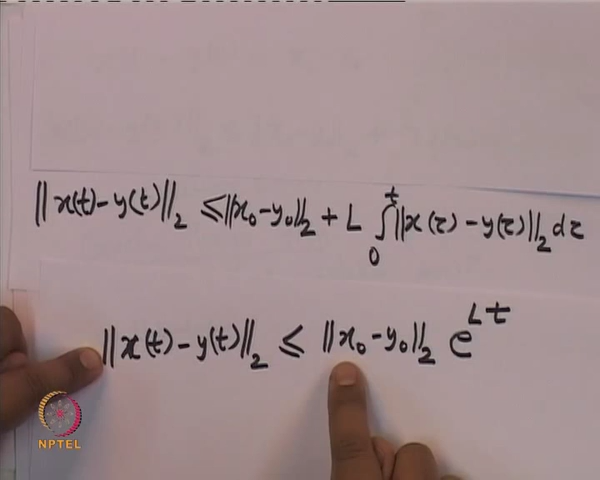 ||x(t)-y(t)||₂ ≤ ||x₀-y₀||₂ + L ∫₀ᵗ ||x(τ)-y(τ)||₂ dτ
||x(t)-y(t)||₂ ≤ ||x₀-y₀||₂ e^{Lt}
NPTEL